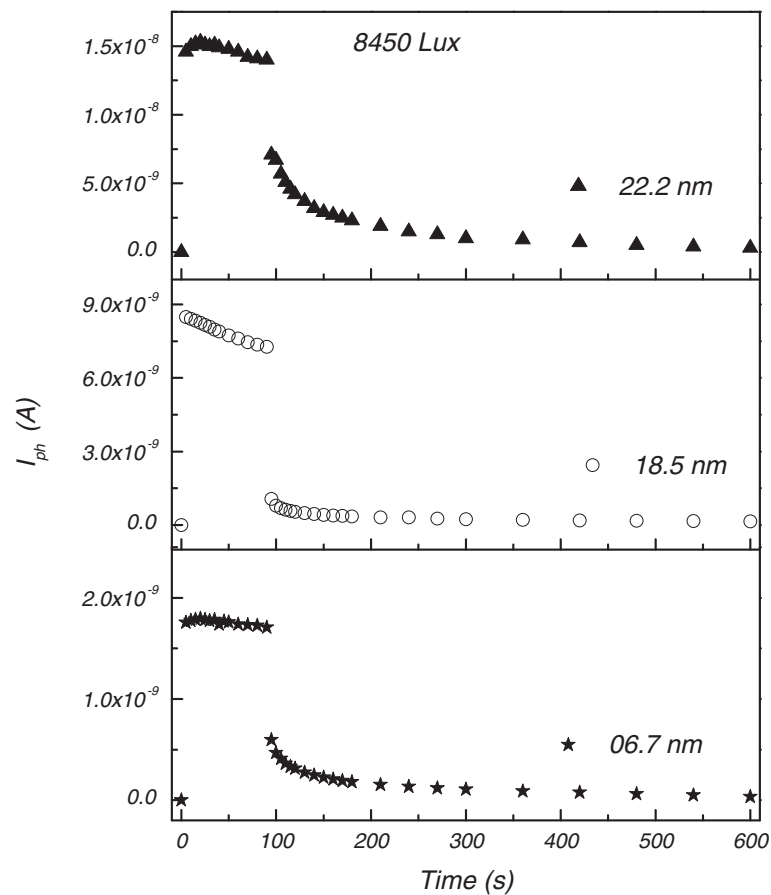 8450 Lux
1.5x10⁻⁸
1.0x10⁻⁸
5.0x10⁻⁹
0.0
22.2 nm
9.0x10⁻⁹
6.0x10⁻⁹
3.0x10⁻⁹
0.0
18.5 nm
I_ph (A)
2.0x10⁻⁹
1.0x10⁻⁹
0.0
06.7 nm
0 100 200 300 400 500 600
Time (s)